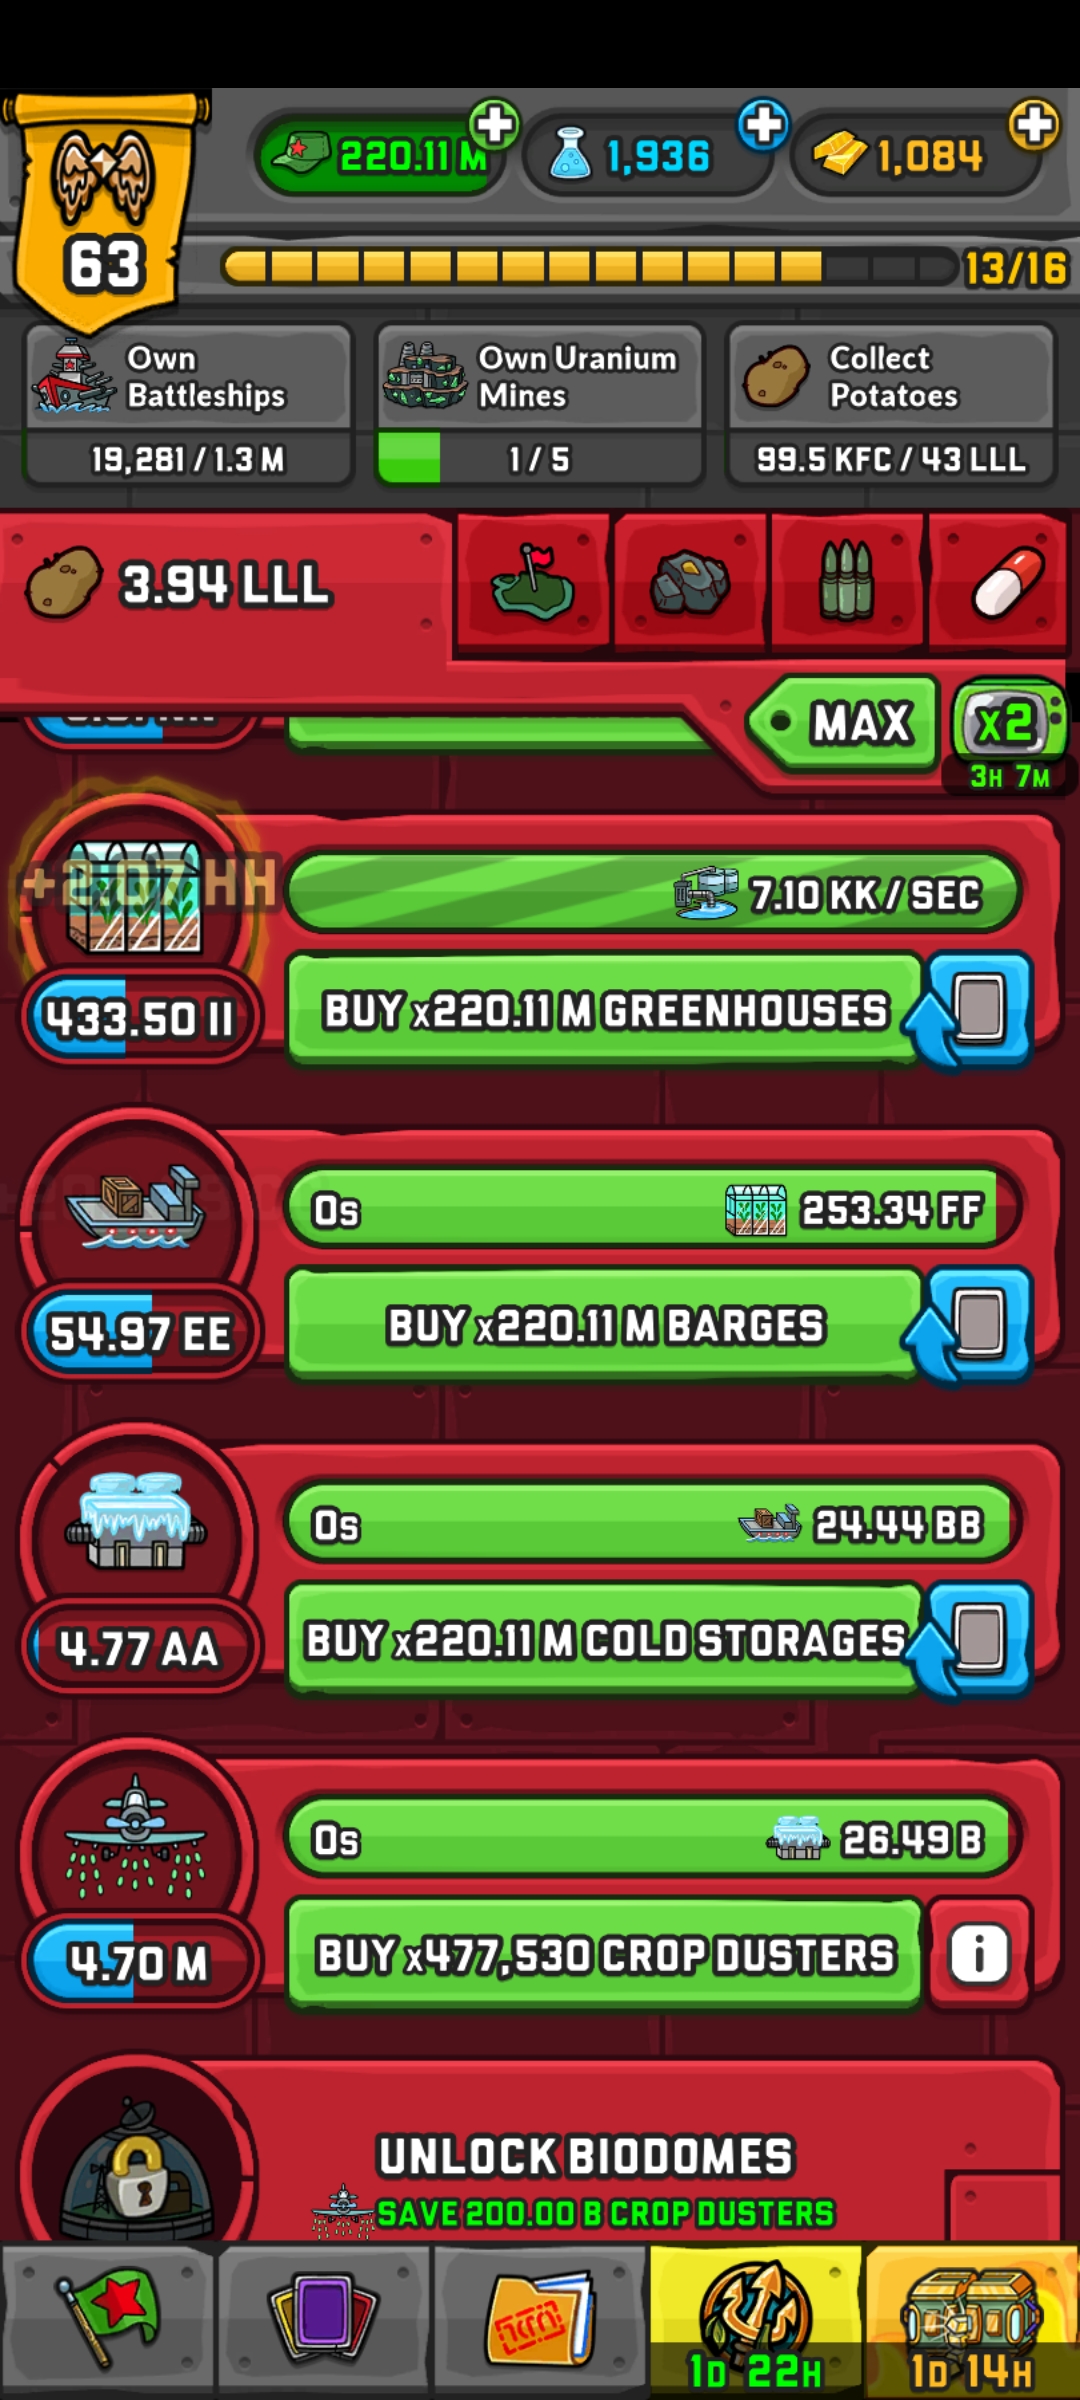 220.11 M
1,936
1,084
63
13/16
Own
Battleships
19,281 / 1.3 M
Own Uranium
Mines
1 / 5
Collect
Potatoes
99.5 KFC / 43 LLL
3.94 LLL
MAX
x2
3H 7M
+2.07 HH
7.10 KK / SEC
433.50 II
BUY x220.11 M GREENHOUSES
0s
253.34 FF
54.97 EE
BUY x220.11 M BARGES
0s
24.44 BB
4.77 AA
BUY x220.11 M COLD STORAGES
0s
26.49 B
4.70 M
BUY x477,530 CROP DUSTERS
i
UNLOCK BIODOMES
SAVE 200.00 B CROP DUSTERS
1D 22H
1D 14H